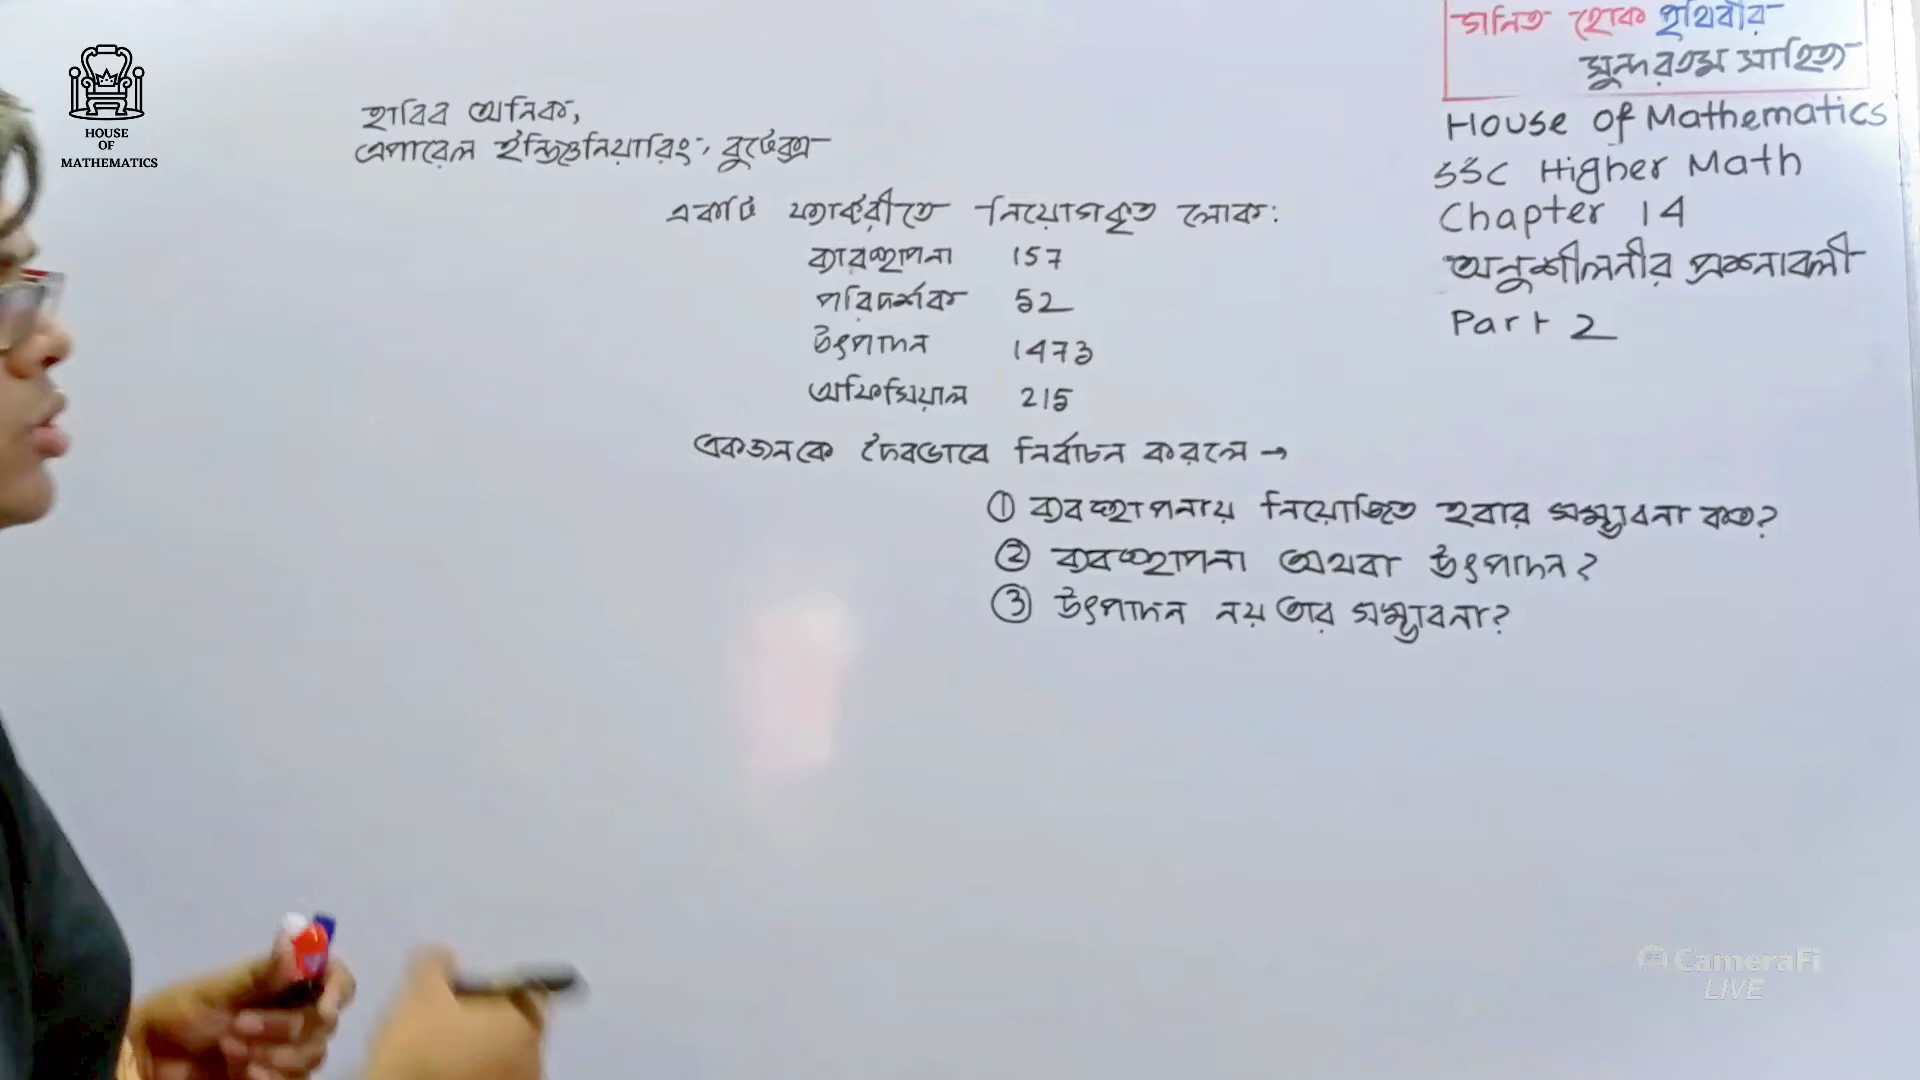 HOUSE
OF
MATHEMATICS
গনিত হোক পৃথিবীর
সুন্দরতম সাহিত্য
House of Mathematics
SSC Higher Math
Chapter 14
অনুশীলনীর প্রশ্নাবলী
Part 2
হাবিব অনিক,
এপারেল ইন্জিনিয়ারিং, বুটেক্স
একটি ফ্যাক্টরীতে নিয়োগকৃত লোক:
ব্যবস্থাপনা 157
পরিদর্শক 52
উৎপাদন 1473
অফিসিয়াল 215
একজনকে দৈবভাবে নির্বাচন করলে →
① ব্যবস্থাপনায় নিয়োজিত হবার সম্ভাবনা কত?
② ব্যবস্থাপনা অথবা উৎপাদন?
③ উৎপাদন নয় তার সম্ভাবনা?
CameraFi
LIVE